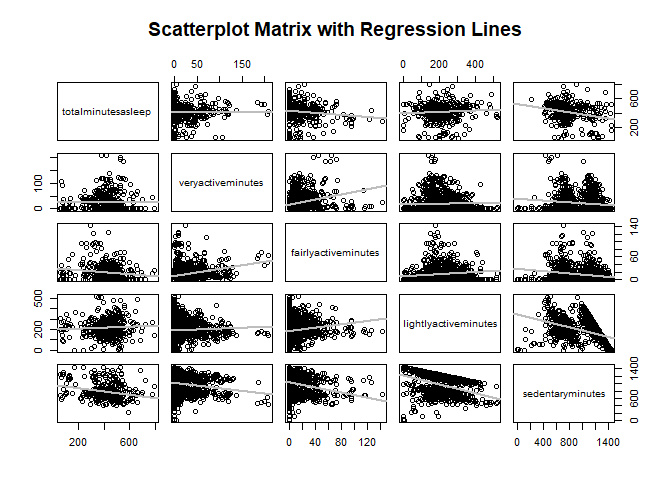 Scatterplot Matrix with Regression Lines
0 50 150
0 200 400
totalminutesasleep
200 600
0 100
veryactiveminutes
fairlyactiveminutes
0 60 140
0 200 500
lightlyactiveminutes
sedentaryminutes
0 400 800 1400
200 600
0 40 80 120
0 400 800 1400